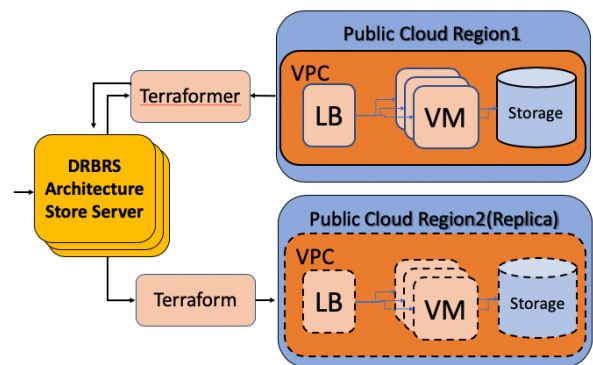 Public Cloud Region1
VPC
Terraformer
LB
VM
Storage
DRBRS
Architecture
Store Server
Public Cloud Region2(Replica)
VPC
Terraform
LB
VM
Storage